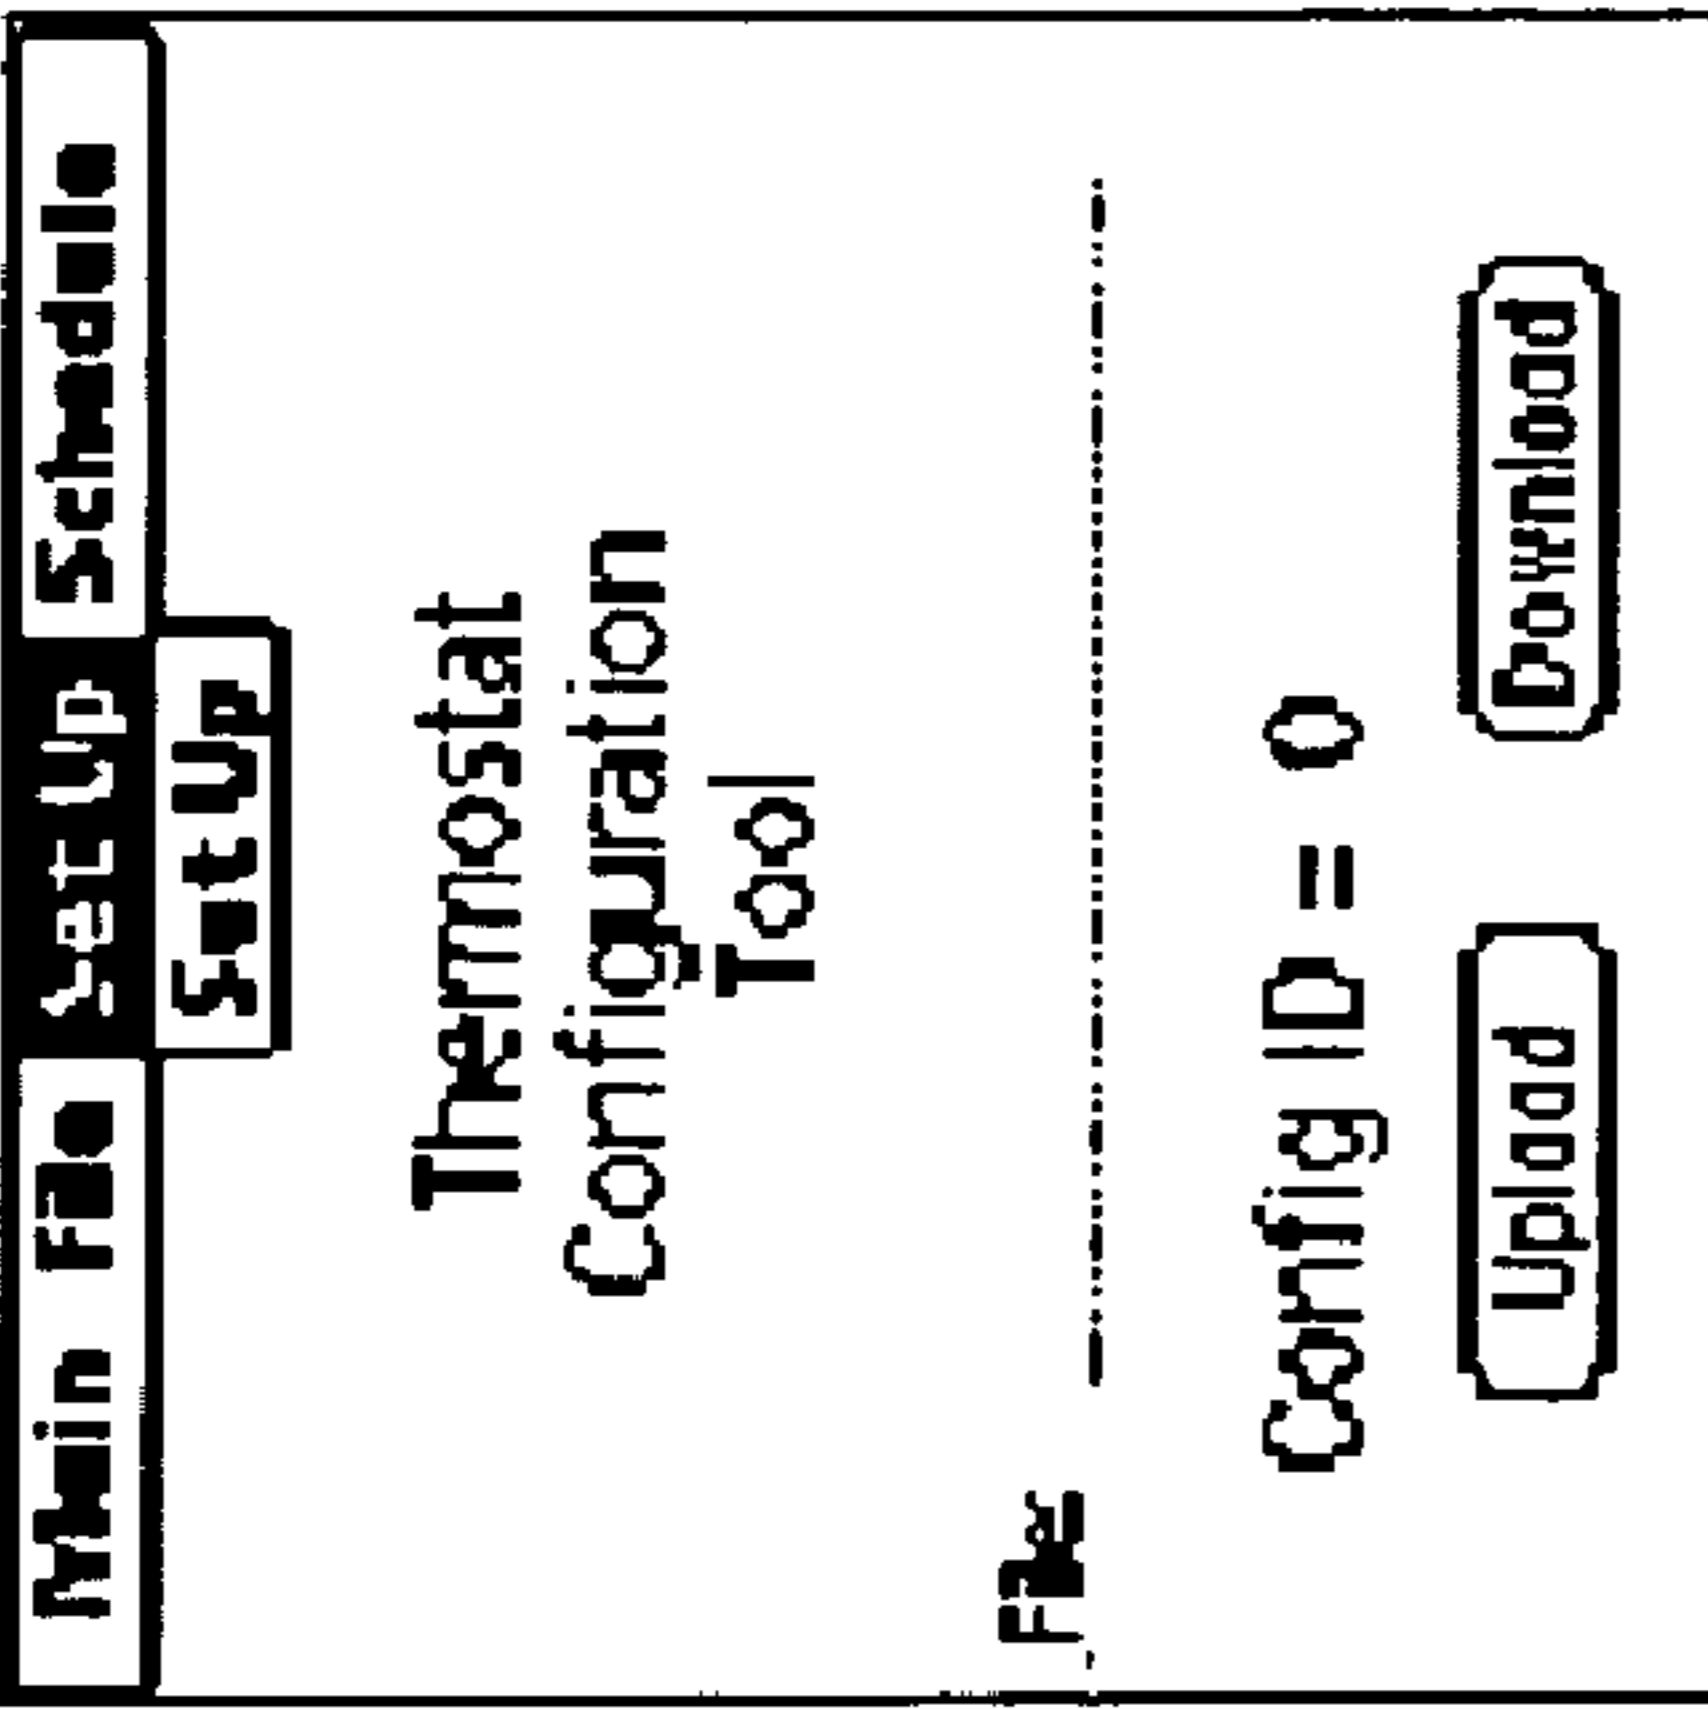 Main File Set Up Schedule
Set Up
Thermostat
Configuration
Tool
File
Config ID = 0
Upload Download